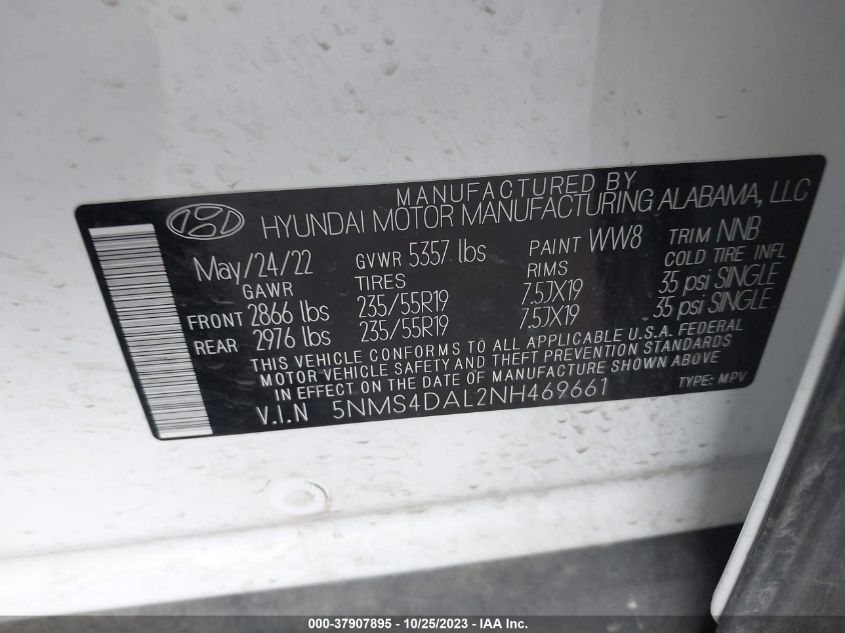 MANUFACTURED BY
HYUNDAI MOTOR MANUFACTURING ALABAMA, LLC
May/24/22 GVWR 5357 lbs PAINT WW8 TRIM NNB
GAWR TIRES RIMS COLD TIRE INFL
FRONT 2866 lbs 235/55R19 7.5JX19 35 psi SINGLE
REAR 2976 lbs 235/55R19 7.5JX19 35 psi SINGLE
THIS VEHICLE CONFORMS TO ALL APPLICABLE U.S.A. FEDERAL
MOTOR VEHICLE SAFETY AND THEFT PREVENTION STANDARDS
IN EFFECT ON THE DATE OF MANUFACTURE SHOWN ABOVE
V.I.N 5NMS4DAL2NH469661 TYPE: MPV
000-37907895 - 10/25/2023 - IAA Inc.